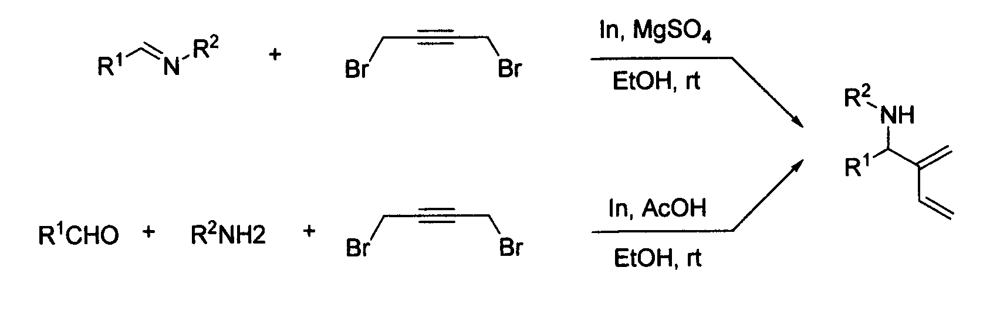 R¹ N R² + Br Br In, MgSO₄
EtOH, rt
R¹CHO + R²NH2 + Br Br In, AcOH
EtOH, rt
R² NH
R¹